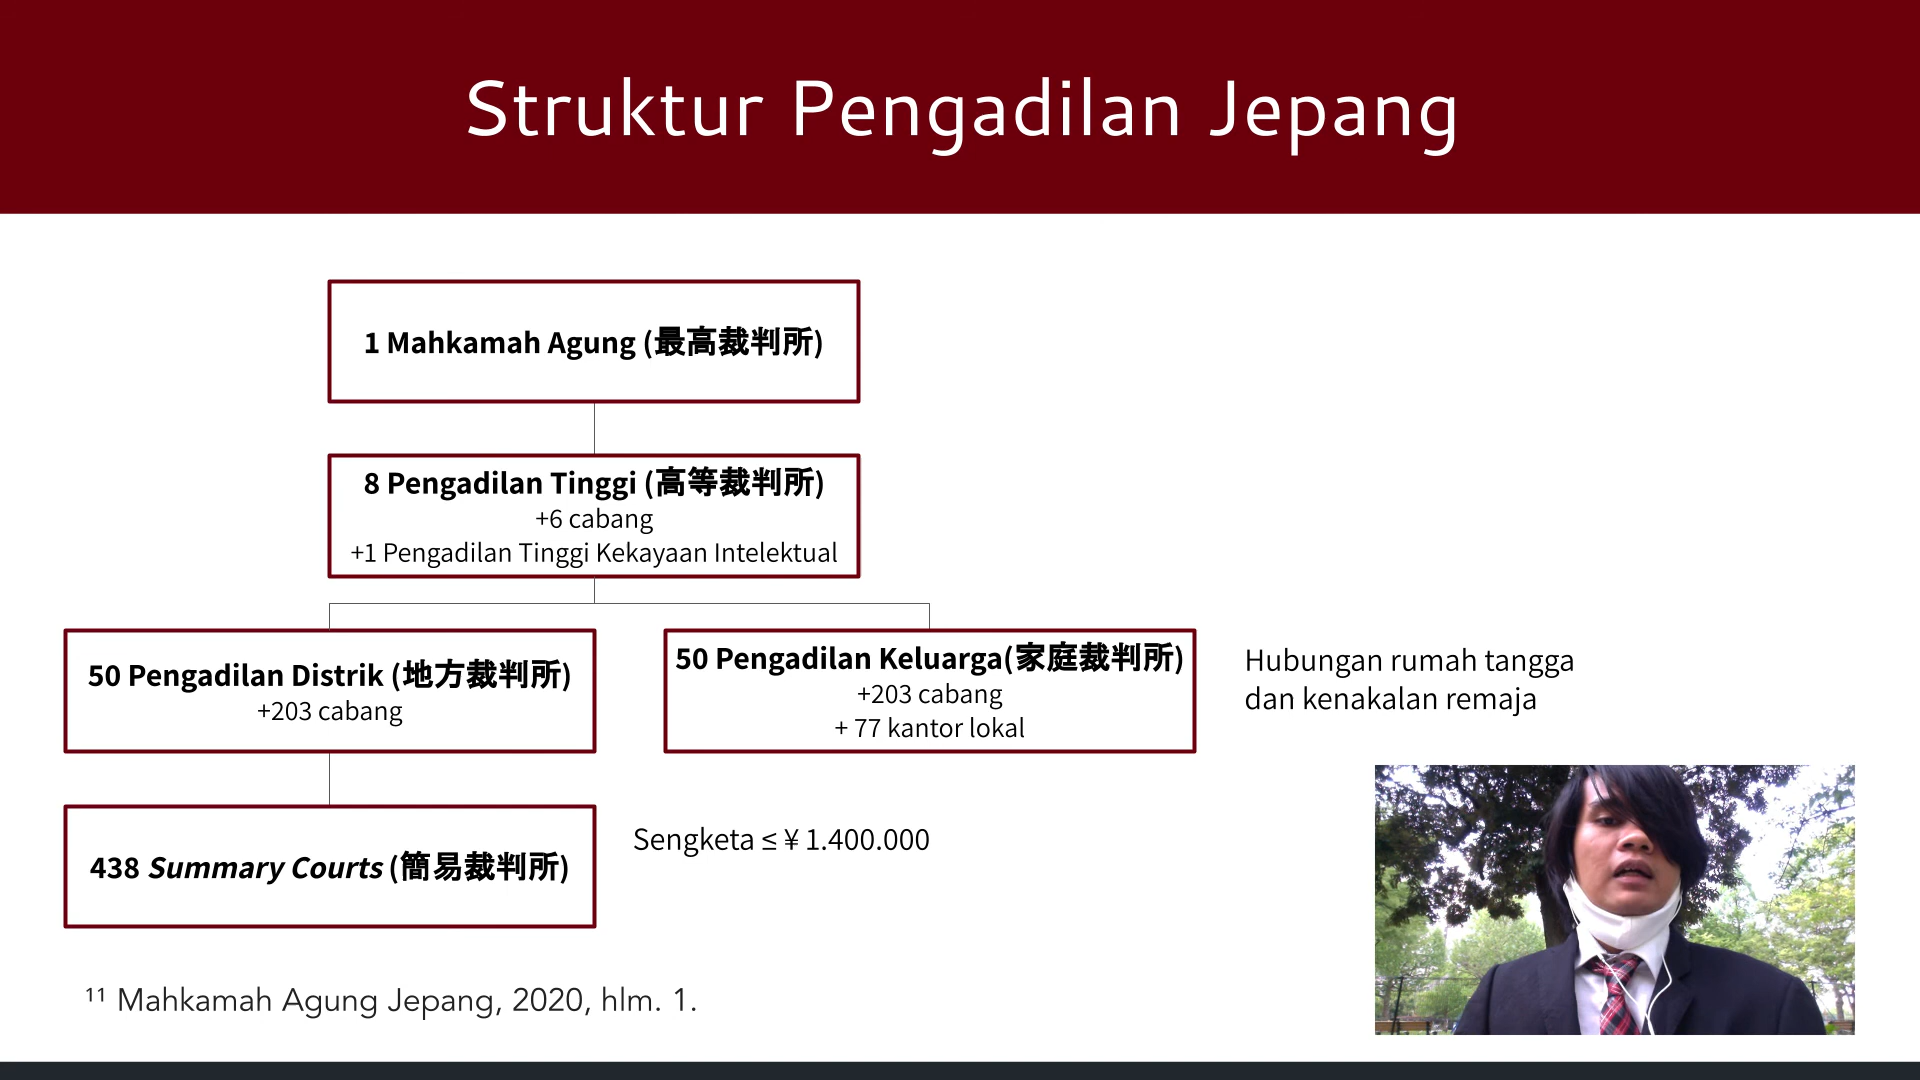 Struktur Pengadilan Jepang
1 Mahkamah Agung (最高裁判所)
8 Pengadilan Tinggi (高等裁判所)
+6 cabang
+1 Pengadilan Tinggi Kekayaan Intelektual
50 Pengadilan Distrik (地方裁判所)
+203 cabang
50 Pengadilan Keluarga(家庭裁判所)
+203 cabang
+ 77 kantor lokal
Hubungan rumah tangga
dan kenakalan remaja
438 Summary Courts (簡易裁判所)
Sengketa ≤ ¥ 1.400.000
¹¹ Mahkamah Agung Jepang, 2020, hlm. 1.